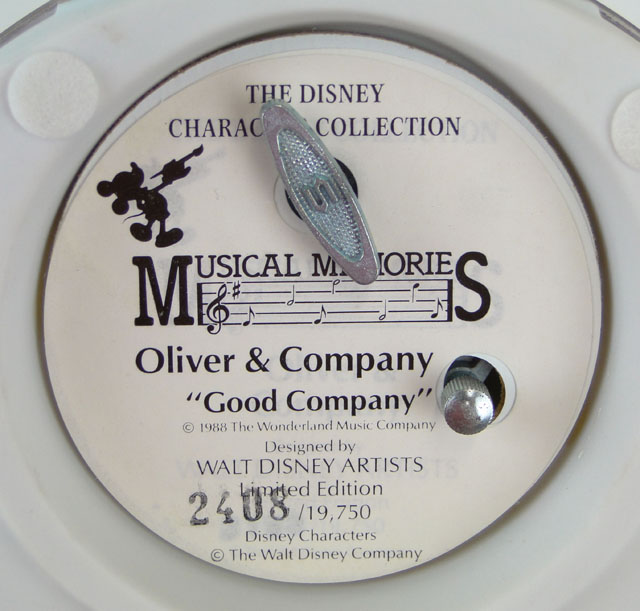 THE DISNEY
CHARACTER COLLECTION
MUSICAL MEMORIES
Oliver & Company
“Good Company”
© 1988 The Wonderland Music Company
Designed by
WALT DISNEY ARTISTS
Limited Edition
2408 /19,750
Disney Characters
© The Walt Disney Company